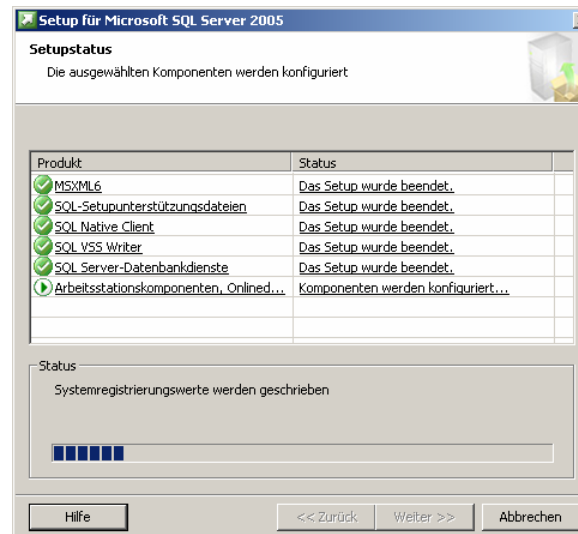 Setup für Microsoft SQL Server 2005
Setupstatus
Die ausgewählten Komponenten werden konfiguriert
Produkt Status
MSXML6 Das Setup wurde beendet.
SQL-Setupunterstützungsdateien Das Setup wurde beendet.
SQL Native Client Das Setup wurde beendet.
SQL VSS Writer Das Setup wurde beendet.
SQL Server-Datenbankdienste Das Setup wurde beendet.
Arbeitsstationskomponenten, Onlined... Komponenten werden konfiguriert...
Status
Systemregistrierungswerte werden geschrieben
Hilfe << Zurück Weiter >> Abbrechen